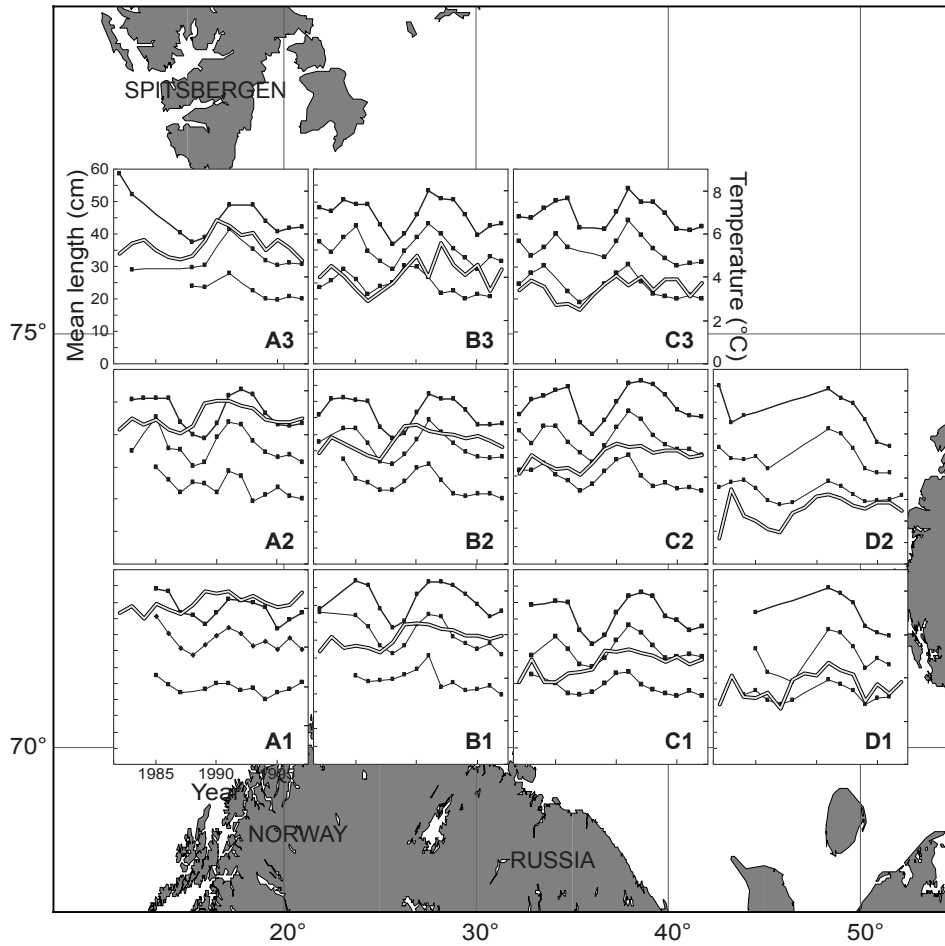 SPITSBERGEN
60
50
40
30
20
10
0
Mean length (cm)
8
6
4
2
0
Temperature (°C)
A3
B3
C3
75°
A2
B2
C2
D2
A1
B1
C1
D1
70°
1985 1990 1995
Year
NORWAY
RUSSIA
20° 30° 40° 50°